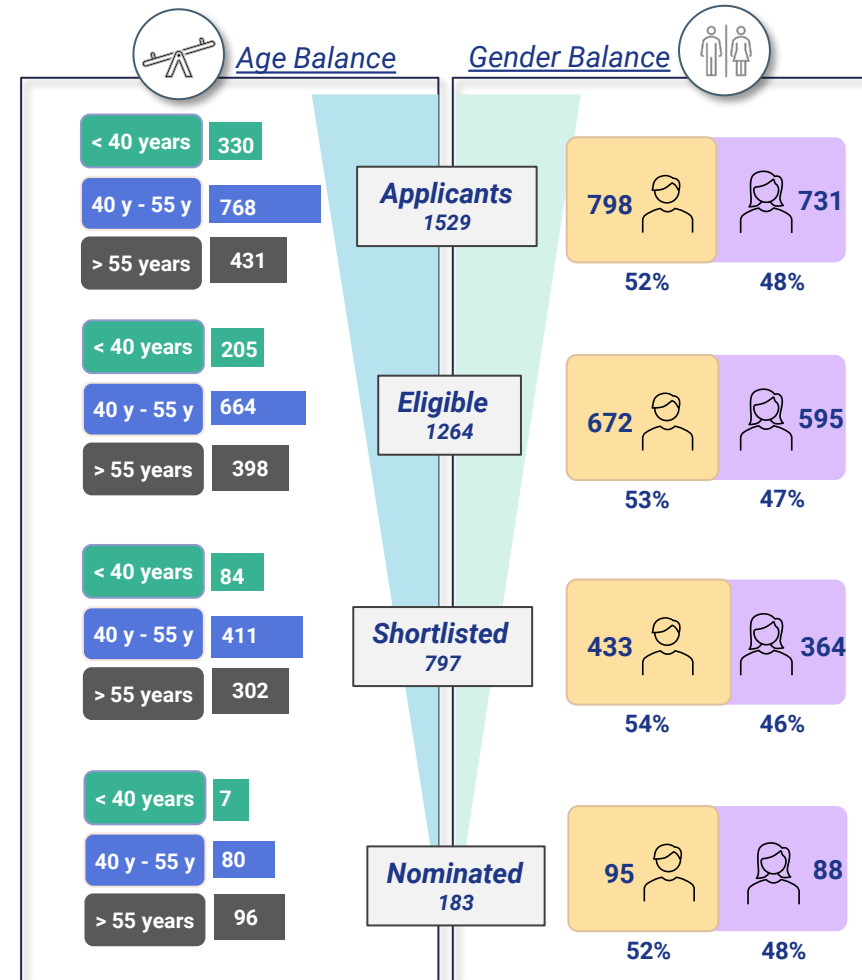 Age Balance
Gender Balance
< 40 years 330
40 y - 55 y 768
> 55 years 431
Applicants
1529
798 731
52% 48%
< 40 years 205
40 y - 55 y 664
> 55 years 398
Eligible
1264
672 595
53% 47%
< 40 years 84
40 y - 55 y 411
> 55 years 302
Shortlisted
797
433 364
54% 46%
< 40 years 7
40 y - 55 y 80
> 55 years 96
Nominated
183
95 88
52% 48%